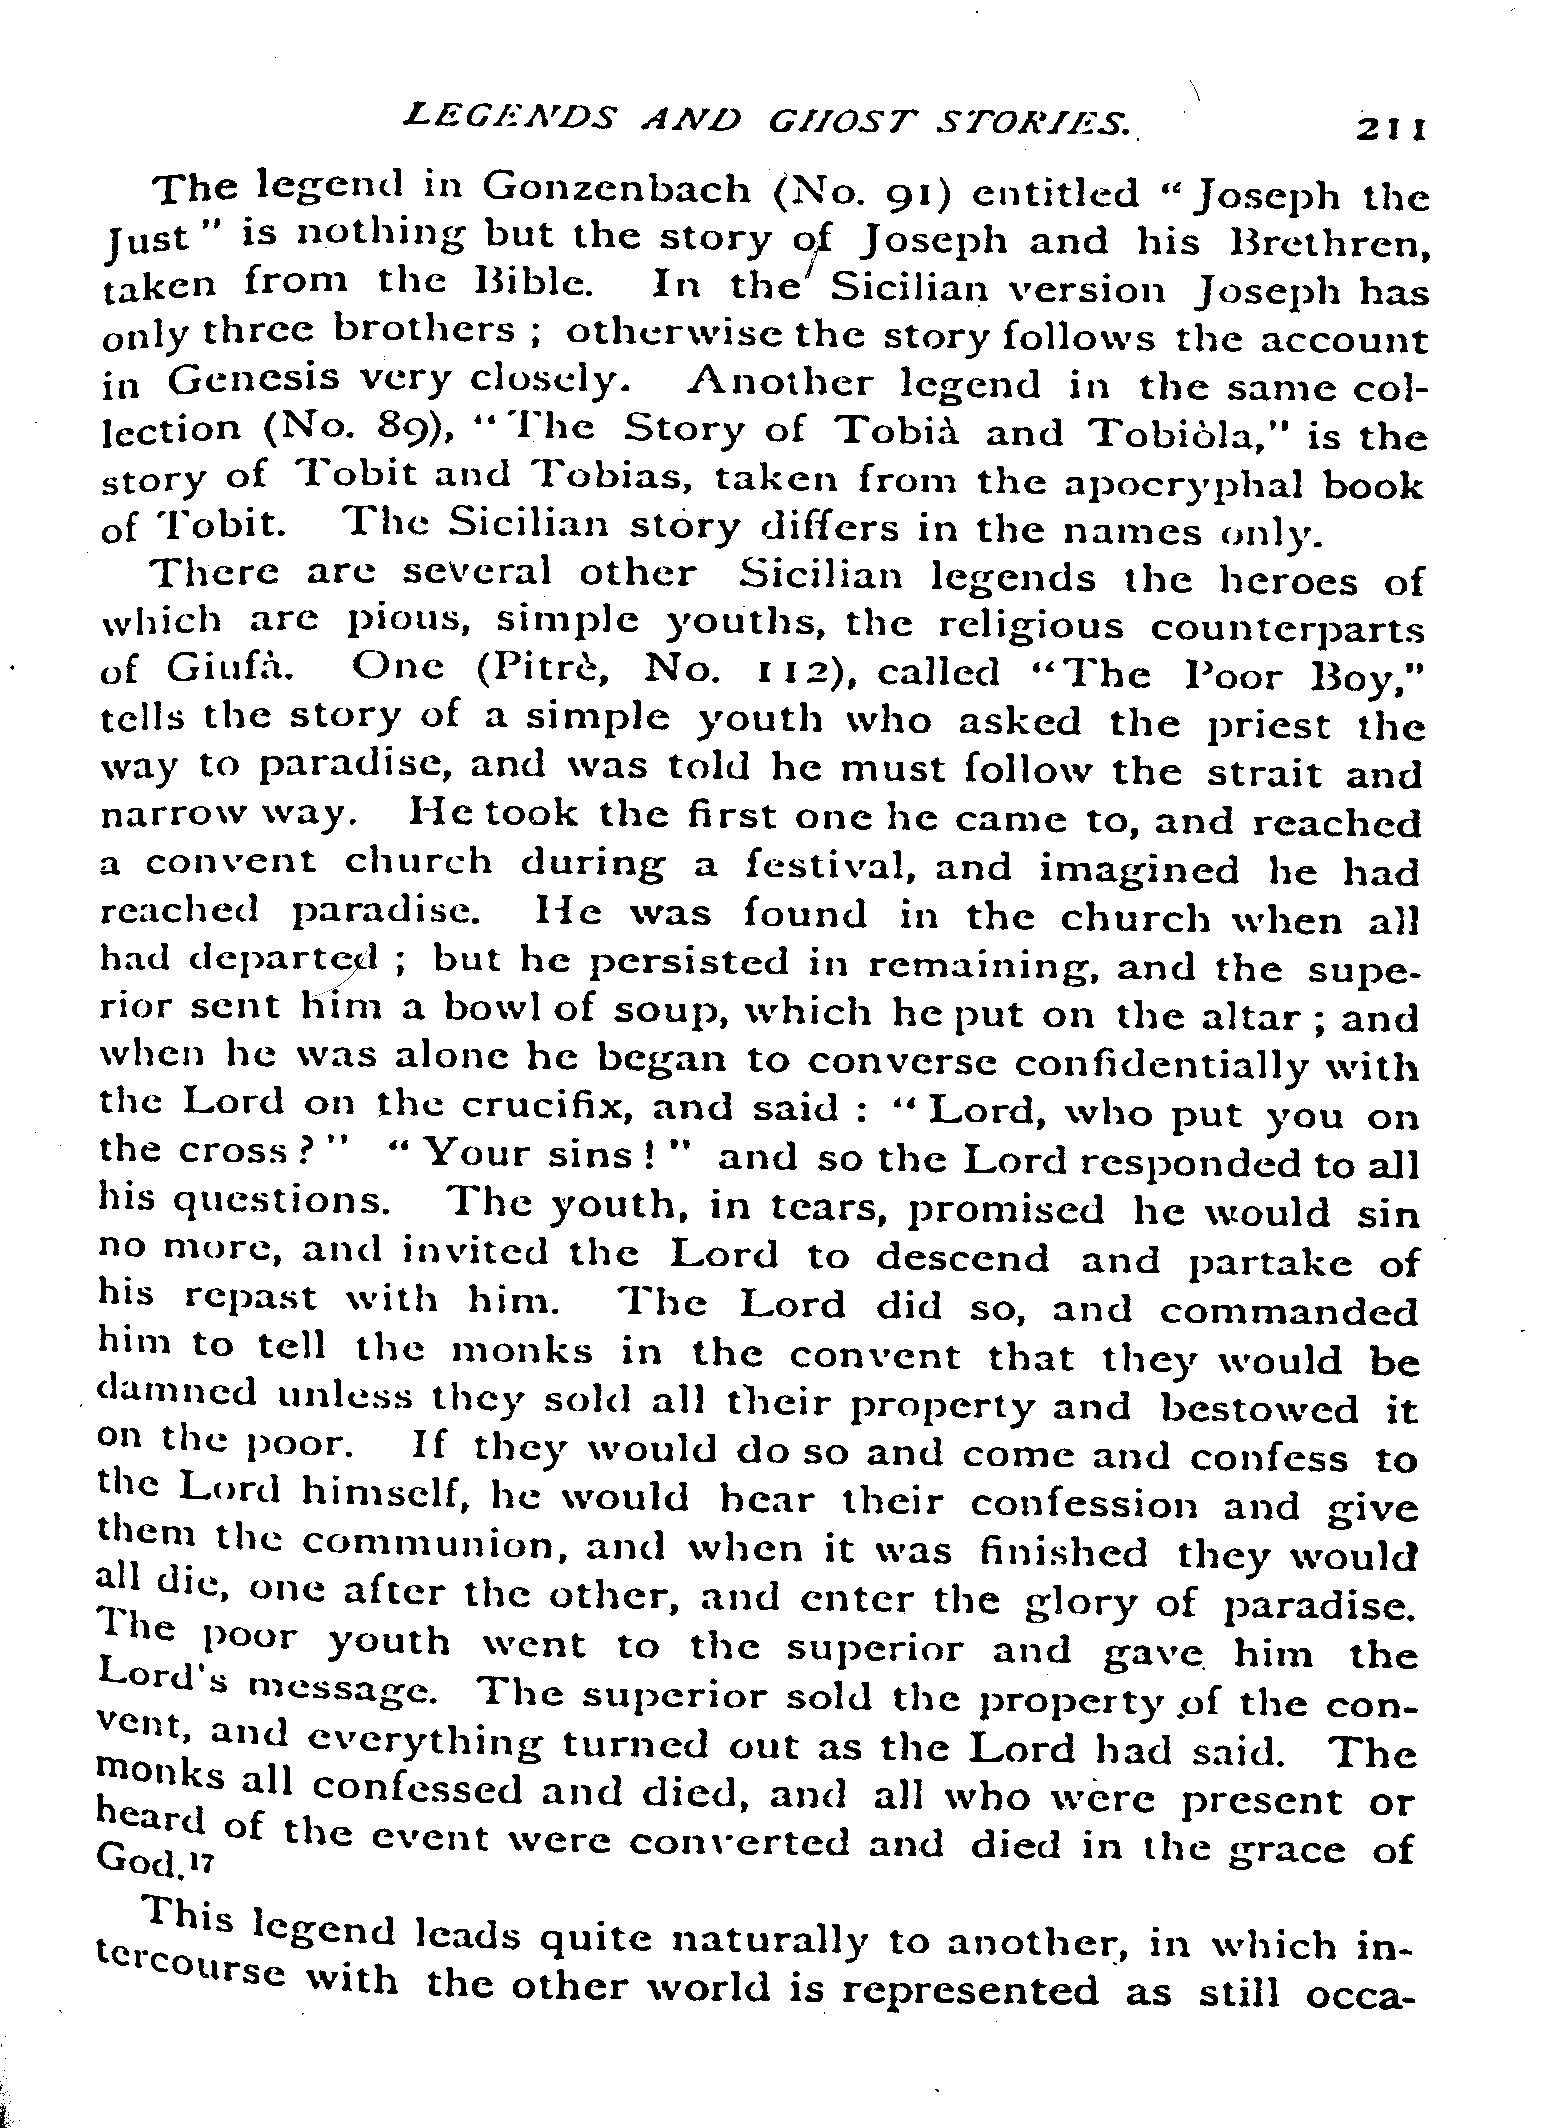 LEGENDS AND GHOST STORIES. 211
The legend in Gonzenbach (No. 91) entitled “Joseph the
Just” is nothing but the story of Joseph and his Brethren,
taken from the Bible. In the Sicilian version Joseph has
only three brothers; otherwise the story follows the account
in Genesis very closely. Another legend in the same col-
lection (No. 89), “The Story of Tobià and Tobiòla,” is the
story of Tobit and Tobias, taken from the apocryphal book
of Tobit. The Sicilian story differs in the names only.
There are several other Sicilian legends the heroes of
which are pious, simple youths, the religious counterparts
of Giufà. One (Pitrè, No. 112), called “The Poor Boy,”
tells the story of a simple youth who asked the priest the
way to paradise, and was told he must follow the strait and
narrow way. He took the first one he came to, and reached
a convent church during a festival, and imagined he had
reached paradise. He was found in the church when all
had departed; but he persisted in remaining, and the supe-
rior sent him a bowl of soup, which he put on the altar; and
when he was alone he began to converse confidentially with
the Lord on the crucifix, and said: “Lord, who put you on
the cross?” “Your sins!” and so the Lord responded to all
his questions. The youth, in tears, promised he would sin
no more, and invited the Lord to descend and partake of
his repast with him. The Lord did so, and commanded
him to tell the monks in the convent that they would be
damned unless they sold all their property and bestowed it
on the poor. If they would do so and come and confess to
the Lord himself, he would hear their confession and give
them the communion, and when it was finished they would
all die, one after the other, and enter the glory of paradise.
The poor youth went to the superior and gave him the
Lord's message. The superior sold the property of the con-
vent, and everything turned out as the Lord had said. The
monks all confessed and died, and all who were present or
heard of the event were converted and died in the grace of
God.17
This legend leads quite naturally to another, in which in-
tercourse with the other world is represented as still occa-